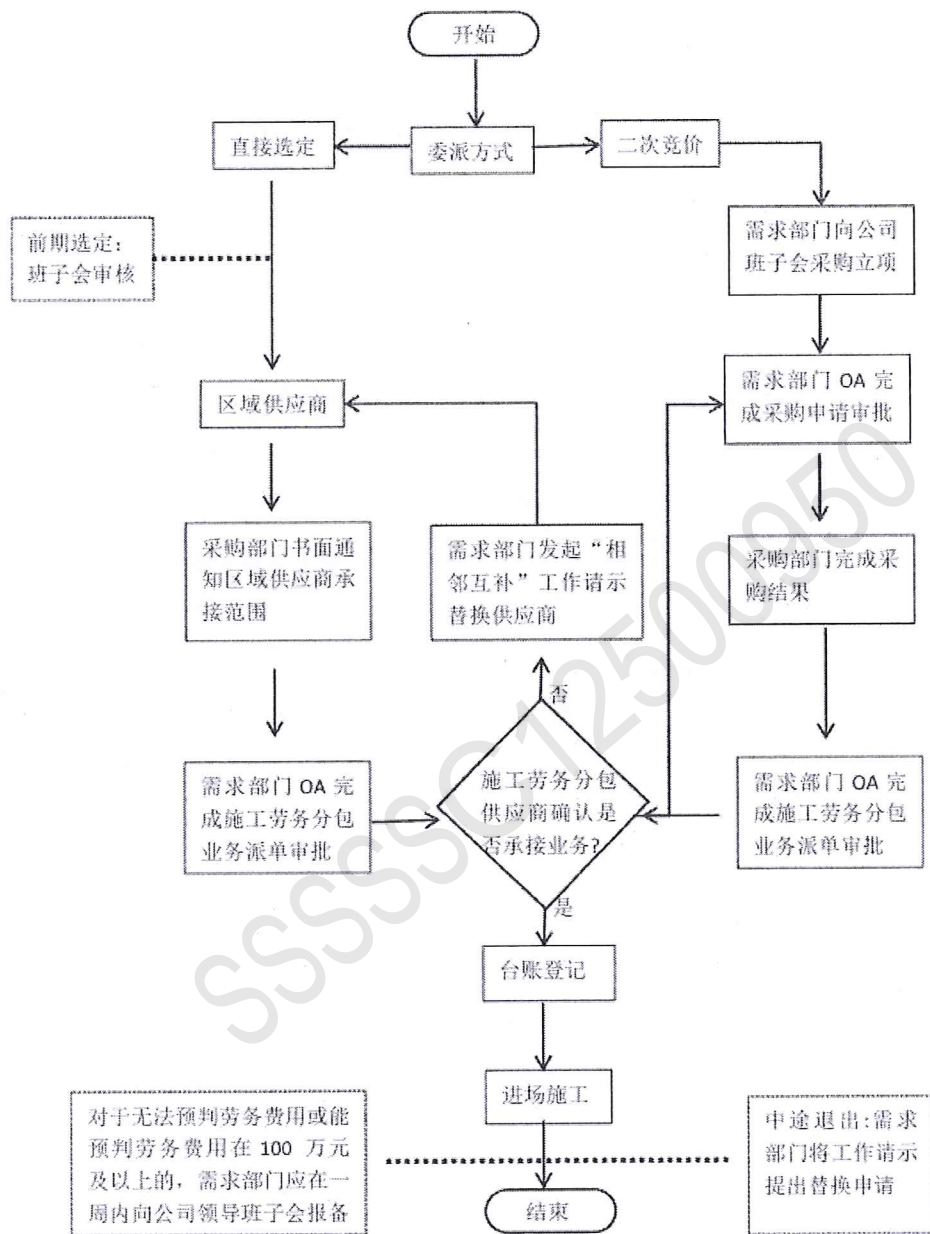 开始
直接选定
委派方式
二次竞价
前期选定：
班子会审核
需求部门向公司
班子会采购立项
区域供应商
需求部门 OA 完
成采购申请审批
采购部门书面通
知区域供应商承
接范围
需求部门发起“相
邻互补”工作请示
替换供应商
采购部门完成采
购结果
否
需求部门 OA 完
成施工劳务分包
业务派单审批
施工劳务分包
供应商确认是
否承接业务?
需求部门 OA 完
成施工劳务分包
业务派单审批
是
台账登记
进场施工
对于无法预判劳务费用或能
预判劳务费用在 100 万元
及以上的，需求部门应在一
周内向公司领导班子会报备
中途退出:需求
部门将工作请示
提出替换申请
结束
SSSSSC12500950